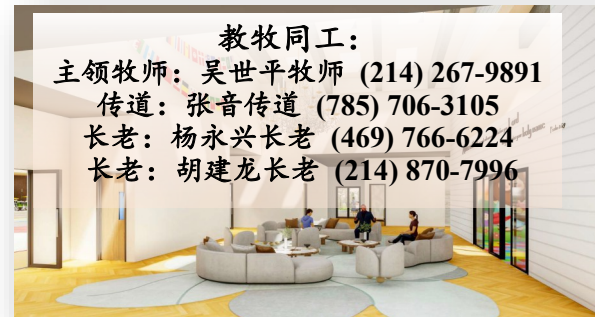 教牧同工：
主领牧师：吴世平牧师 (214) 267-9891
传道：张音传道 (785) 706-3105
长老：杨永兴长老 (469) 766-6224
长老：胡建龙长老 (214) 870-7996